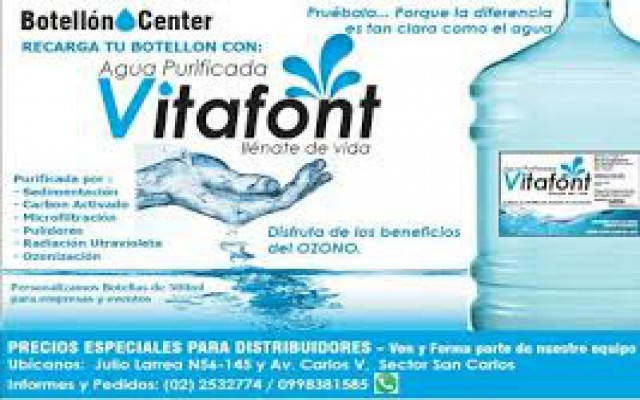 Botellón Center
Pruébala... Porque la diferencia
es tan clara como el agua
RECARGA TU BOTELLON CON:
Agua Purificada
Vitafont
llénate de vida
Purificada por :
- Sedimentación
- Carbon Activado
- Microfiltración
- Pulidores
- Radiación Utravioleta
- Ozonización
Disfruta de los beneficios
del OZONO.
Vitafont
Personalizamos Botellas de 500ml
para empresas y eventos
PRECIOS ESPECIALES PARA DISTRIBUIDORES - Ven y Forma parte de nuestro equipo
Ubícanos: Julio Larrea N56-145 y Av. Carlos V. Sector San Carlos
Informes y Pedidos: (02) 2532774 / 0998381585